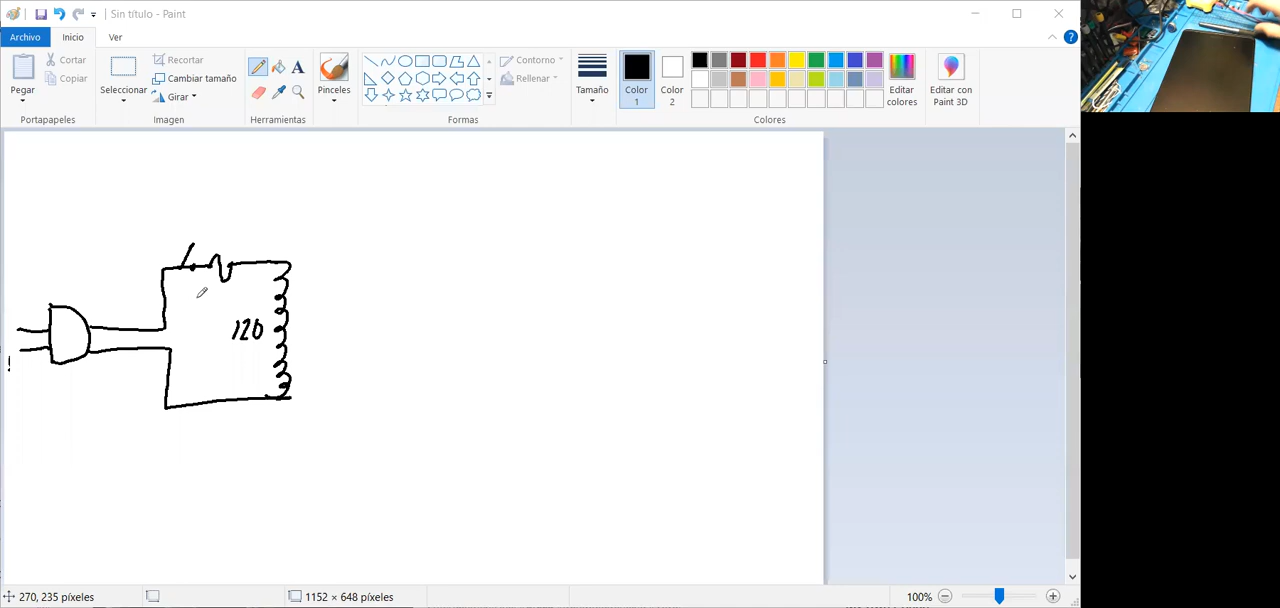 Sin título - Paint
Archivo
Inicio
Ver
Pegar
Cortar
Copiar
Portapapeles
Seleccionar
Recortar
Cambiar tamaño
Girar
Imagen
A
Herramientas
Pinceles
Contorno
Rellenar
Formas
Tamaño
Color
1
Color
2
Editar
colores
Colores
Editar con
Paint 3D
120
270, 235 píxeles
1152 × 648 píxeles
100%